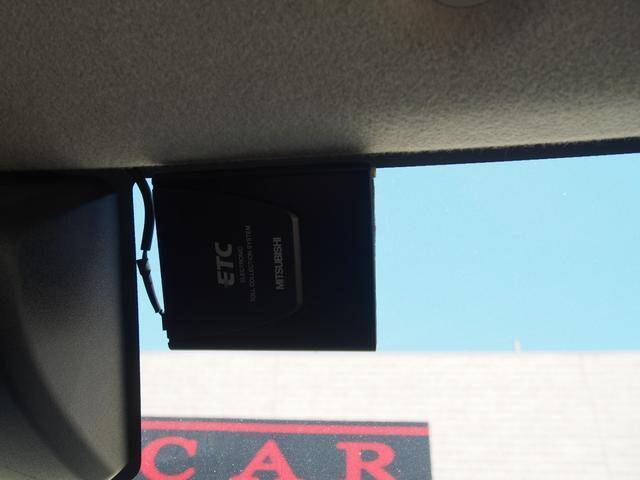 ETC
ELECTRONIC
TOLL COLLECTION SYSTEM
MITSUBISHI
CAR